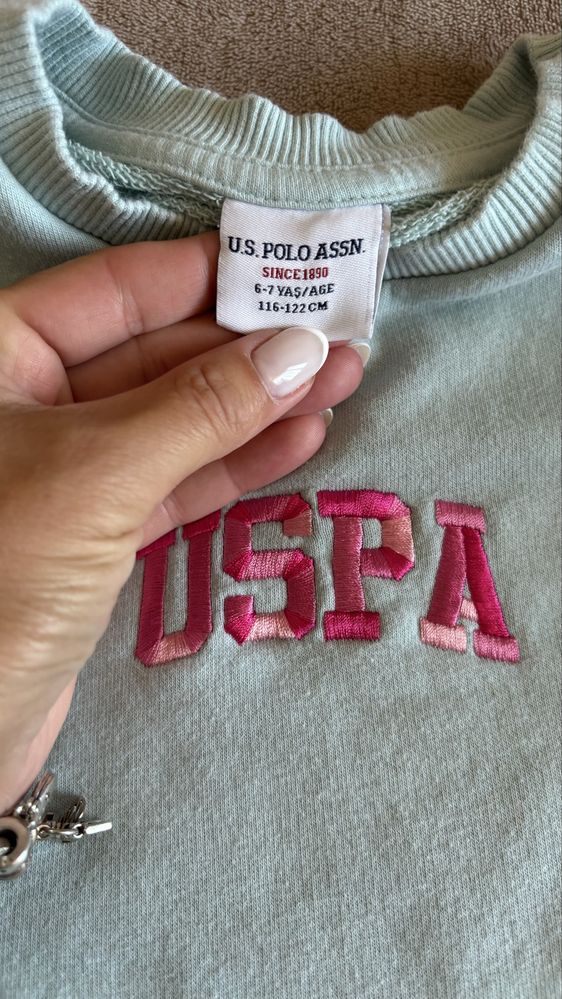 U.S. POLO ASSN.
SINCE 1890
6-7 YAŞ/AGE
116-122 CM
USPA